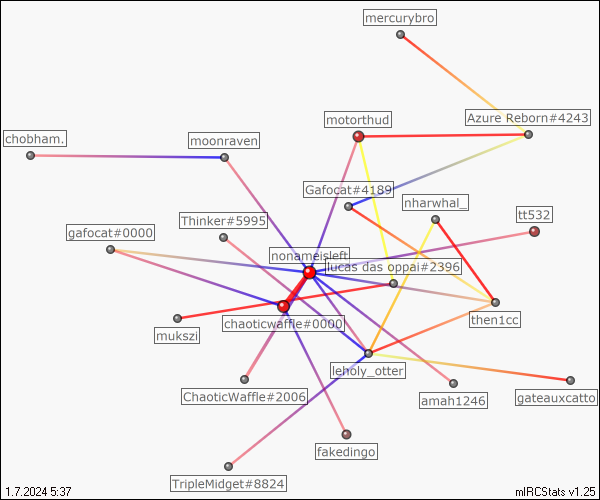 mercurybro
motorthud
Azure Reborn#4243
chobham.
moonraven
Gafocat#4189
nharwhal_
Thinker#5995
tt532
gafocat#0000
nonameisleft
lucas das oppai#2396
chaoticwaffle#0000
then1cc
mukszi
leholy_otter
ChaoticWaffle#2006
amah1246
gateauxcatto
fakedingo
TripleMidget#8824
1.7.2024 5:37
mIRCStats v1.25